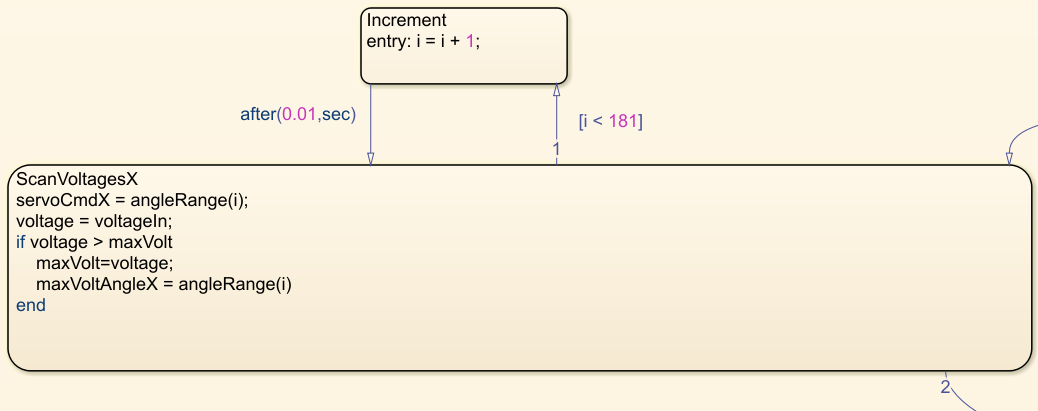 Increment
entry: i = i + 1;
after(0.01,sec)
[i < 181]
1
ScanVoltagesX
servoCmdX = angleRange(i);
voltage = voltageIn;
if voltage > maxVolt
maxVolt=voltage;
maxVoltAngleX = angleRange(i)
end
2